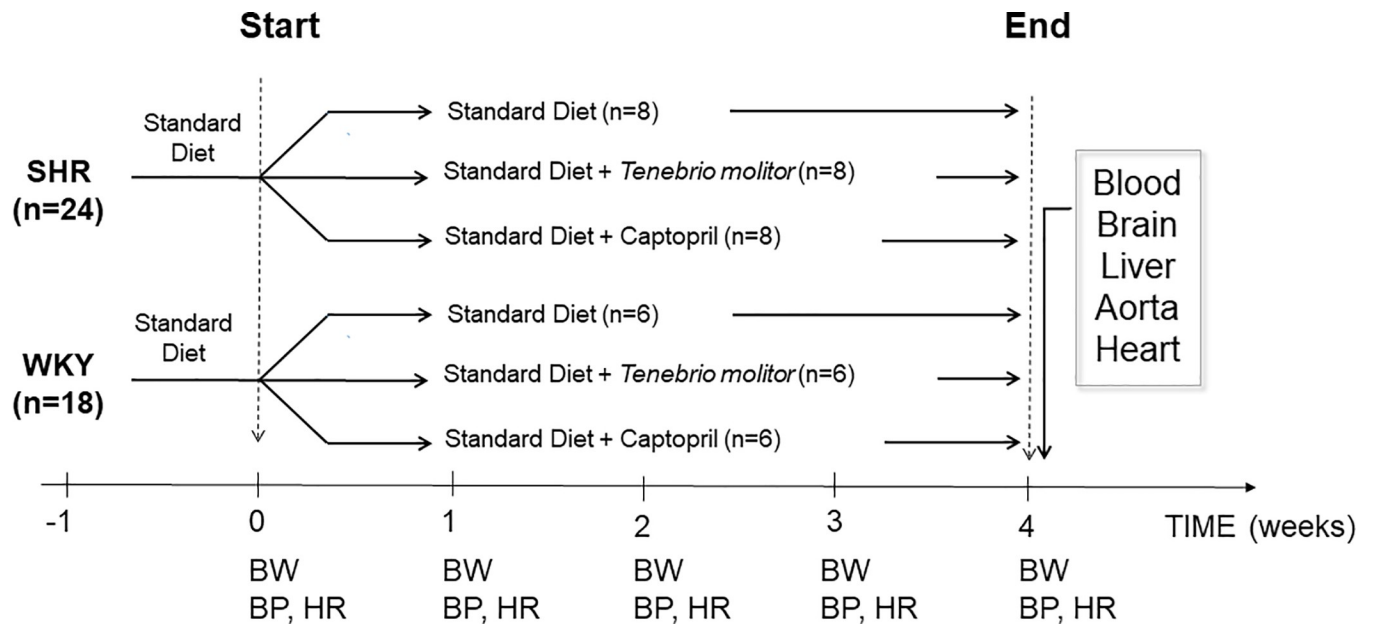 Start
End
Standard
Diet
SHR
(n=24)
Standard Diet (n=8)
Standard Diet + Tenebrio molitor (n=8)
Standard Diet + Captopril (n=8)
Standard
Diet
WKY
(n=18)
Standard Diet (n=6)
Standard Diet + Tenebrio molitor (n=6)
Standard Diet + Captopril (n=6)
Blood
Brain
Liver
Aorta
Heart
-1 0 1 2 3 4 TIME (weeks)
BW BW BW BW BW
BP, HR BP, HR BP, HR BP, HR BP, HR